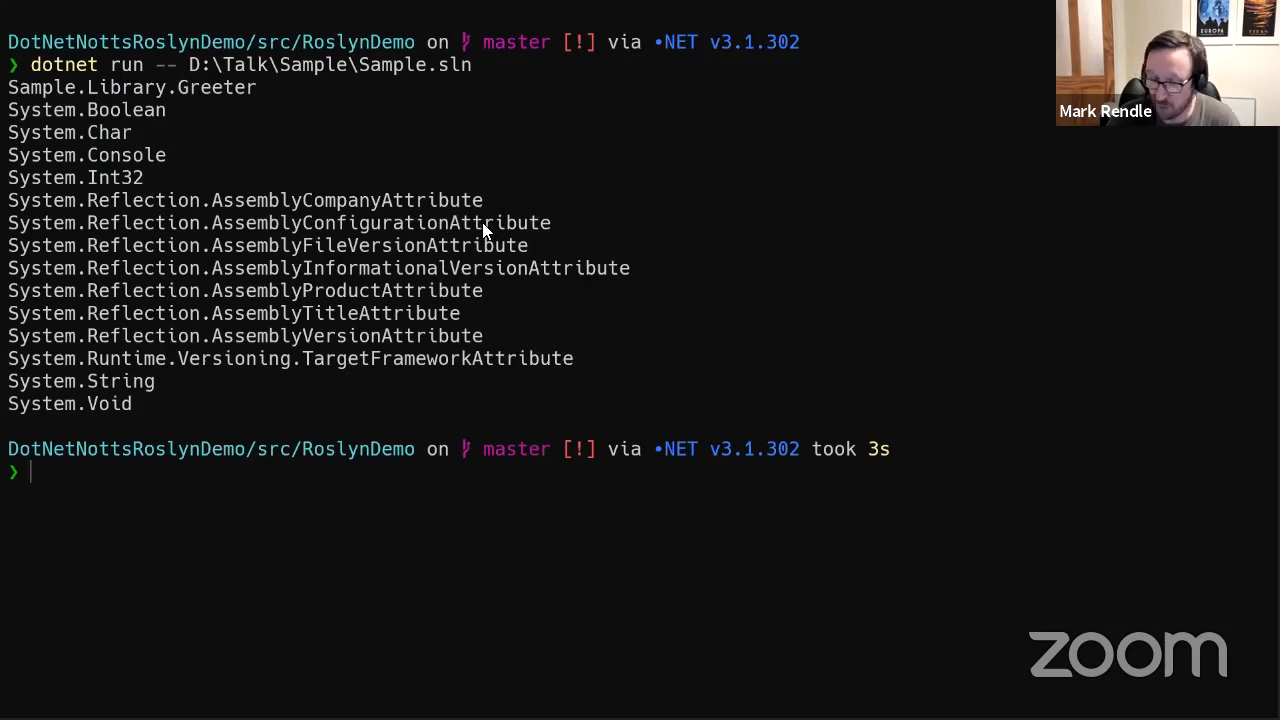 DotNetNottsRoslynDemo/src/RoslynDemo on master [!] via •NET v3.1.302
❯ dotnet run -- D:\Talk\Sample\Sample.sln
Sample.Library.Greeter
System.Boolean
System.Char
System.Console
System.Int32
System.Reflection.AssemblyCompanyAttribute
System.Reflection.AssemblyConfigurationAttribute
System.Reflection.AssemblyFileVersionAttribute
System.Reflection.AssemblyInformationalVersionAttribute
System.Reflection.AssemblyProductAttribute
System.Reflection.AssemblyTitleAttribute
System.Reflection.AssemblyVersionAttribute
System.Runtime.Versioning.TargetFrameworkAttribute
System.String
System.Void
DotNetNottsRoslynDemo/src/RoslynDemo on master [!] via •NET v3.1.302 took 3s
❯
EUROPA
TITAN
Mark Rendle
zoom